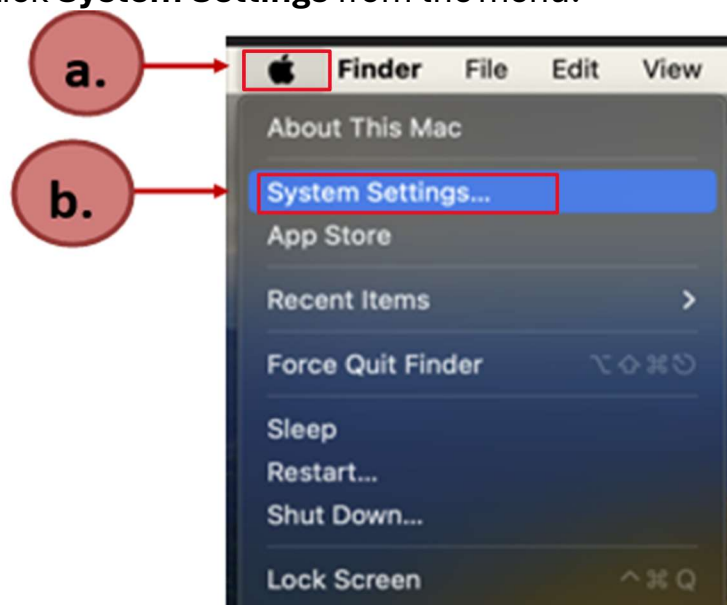 System Settings from the menu.
a.
Finder File Edit View
About This Mac
b.
System Settings...
App Store
Recent Items >
Force Quit Finder ⌥⇧⌘⎋
Sleep
Restart...
Shut Down...
Lock Screen ^⌘Q